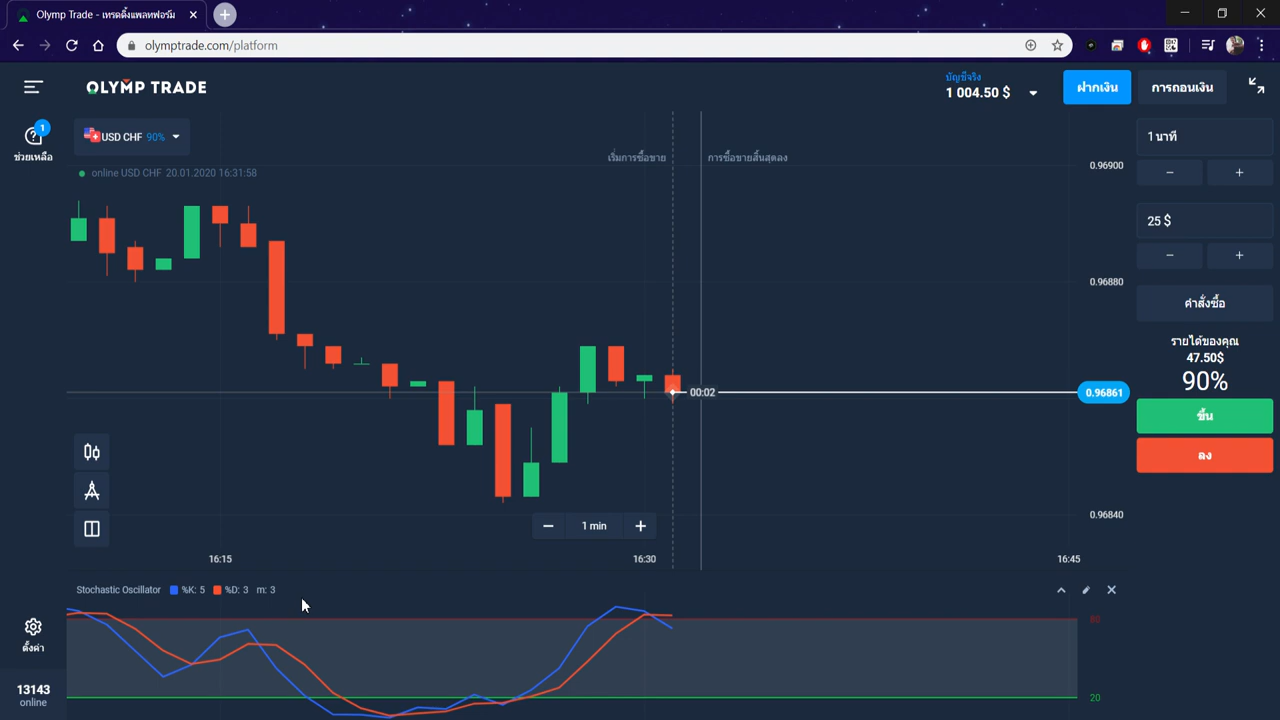 Olymp Trade - เทรดดิ้งแพลทฟอร์ม
olymptrade.com/platform
OLYMP TRADE
บัญชีจริง
1 004.50 $
ฝากเงิน
การถอนเงิน
1
ช่วยเหลือ
USD CHF 90%
online USD CHF 20.01.2020 16:31:58
เริ่มการซื้อขาย
การซื้อขายสิ้นสุดลง
0.96900
0.96880
0.96861
0.96840
00:02
1 นาที
25 $
คำสั่งซื้อ
รายได้ของคุณ
47.50$
90%
ขึ้น
ลง
1 min
16:15
16:30
16:45
Stochastic Oscillator %K: 5 %D: 3 m: 3
80
20
ตั้งค่า
13143
online